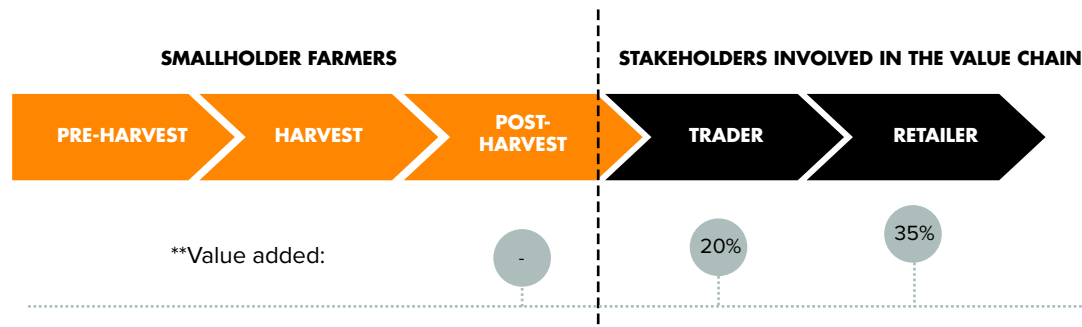 SMALLHOLDER FARMERS
STAKEHOLDERS INVOLVED IN THE VALUE CHAIN
PRE-HARVEST
HARVEST
POST-
HARVEST
TRADER
RETAILER
**Value added:
-
20%
35%